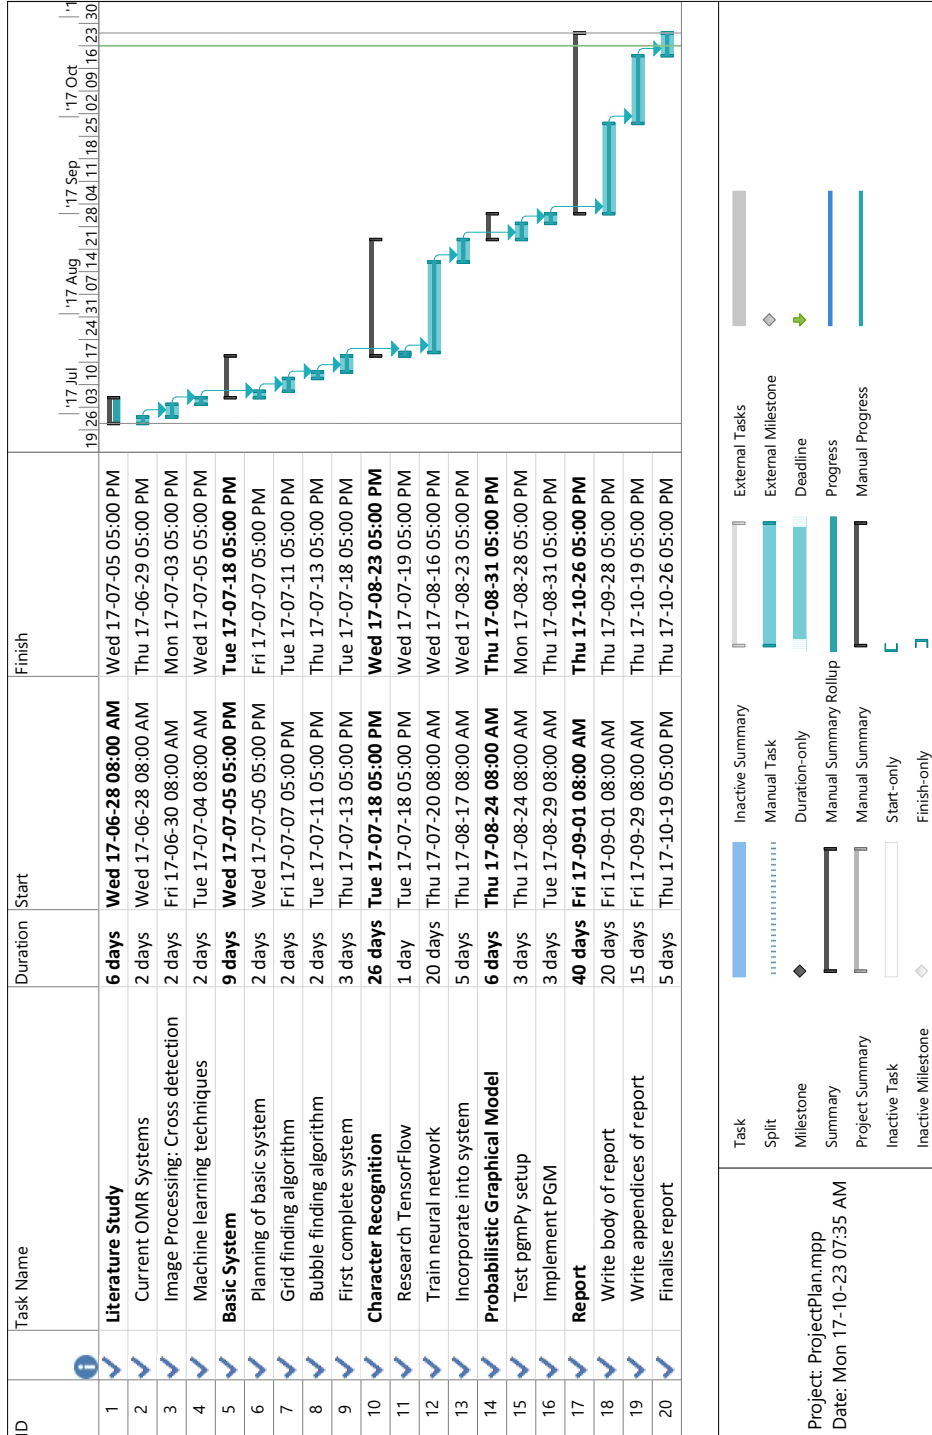 ID Task Name Duration Start Finish
'17 Jul '17 Aug '17 Sep '17 Oct '1
19 26 03 10 17 24 31 07 14 21 28 04 11 18 25 02 09 16 23 30
1 Literature Study 6 days Wed 17-06-28 08:00 AM Wed 17-07-05 05:00 PM
2 Current OMR Systems 2 days Wed 17-06-28 08:00 AM Thu 17-06-29 05:00 PM
3 Image Processing: Cross detection 2 days Fri 17-06-30 08:00 AM Mon 17-07-03 05:00 PM
4 Machine learning techniques 2 days Tue 17-07-04 08:00 AM Wed 17-07-05 05:00 PM
5 Basic System 9 days Wed 17-07-05 05:00 PM Tue 17-07-18 05:00 PM
6 Planning of basic system 2 days Wed 17-07-05 05:00 PM Fri 17-07-07 05:00 PM
7 Grid finding algorithm 2 days Fri 17-07-07 05:00 PM Tue 17-07-11 05:00 PM
8 Bubble finding algorithm 2 days Tue 17-07-11 05:00 PM Thu 17-07-13 05:00 PM
9 First complete system 3 days Thu 17-07-13 05:00 PM Tue 17-07-18 05:00 PM
10 Character Recognition 26 days Tue 17-07-18 05:00 PM Wed 17-08-23 05:00 PM
11 Research TensorFlow 1 day Tue 17-07-18 05:00 PM Wed 17-07-19 05:00 PM
12 Train neural network 20 days Thu 17-07-20 08:00 AM Wed 17-08-16 05:00 PM
13 Incorporate into system 5 days Thu 17-08-17 08:00 AM Wed 17-08-23 05:00 PM
14 Probabilistic Graphical Model 6 days Thu 17-08-24 08:00 AM Thu 17-08-31 05:00 PM
15 Test pgmPy setup 3 days Thu 17-08-24 08:00 AM Mon 17-08-28 05:00 PM
16 Implement PGM 3 days Tue 17-08-29 08:00 AM Thu 17-08-31 05:00 PM
17 Report 40 days Fri 17-09-01 08:00 AM Thu 17-10-26 05:00 PM
18 Write body of report 20 days Fri 17-09-01 08:00 AM Thu 17-09-28 05:00 PM
19 Write appendices of report 15 days Fri 17-09-29 08:00 AM Thu 17-10-19 05:00 PM
20 Finalise report 5 days Thu 17-10-19 05:00 PM Thu 17-10-26 05:00 PM
Project: ProjectPlan.mpp
Date: Mon 17-10-23 07:35 AM
Task Inactive Summary External Tasks
Split Manual Task External Milestone
Milestone Duration-only Deadline
Summary Manual Summary Rollup Progress
Project Summary Manual Summary Manual Progress
Inactive Task Start-only
Inactive Milestone Finish-only